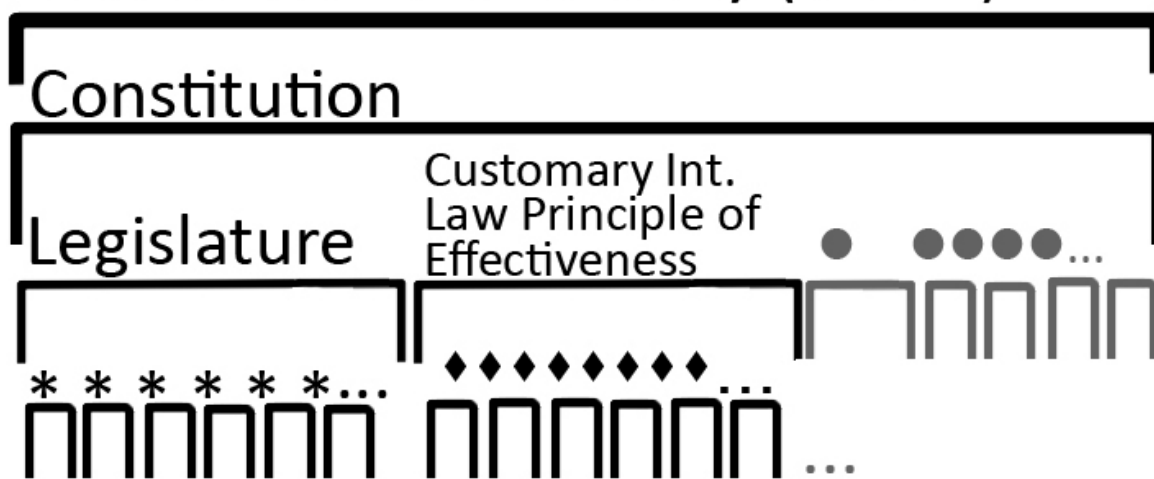 Constitution
Legislature
Customary Int.
Law Principle of
Effectiveness